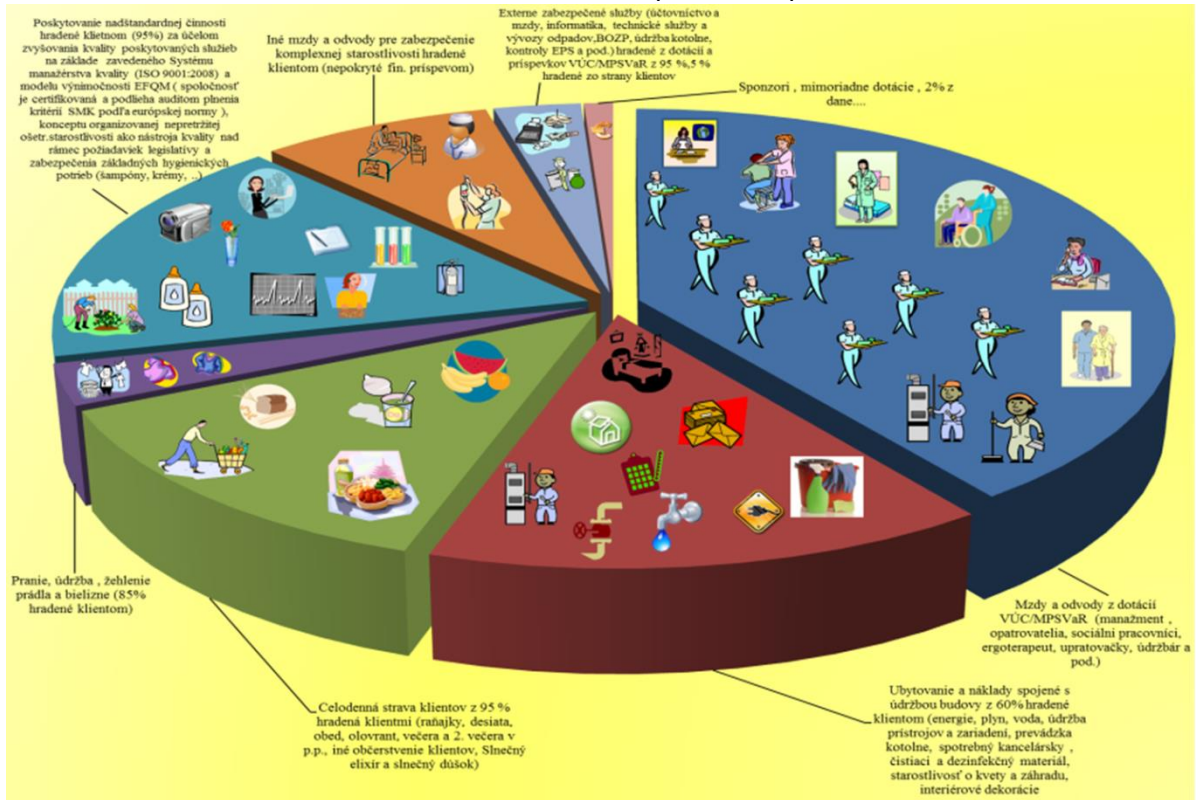 Poskytovanie nadštandardnej činnosti
hradené klietnom (95%) za účelom
zvyšovania kvality poskytovaných služieb
na základe zavedeného Systému
manažérstva kvality (ISO 9001:2008) a
modelu výnimočnosti EFQM ( spoločnosť
je certifikovaná a podlieha auditom plnenia
kritérií SMK podľa európskej normy ),
konceptu organizovanej nepretržitej
ošetr.starostlivosti ako nástroja kvality nad
rámec požiadaviek legislatívy a
zabezpečenia základných hygienických
potrieb (šampóny, krémy, ..)
Iné mzdy a odvody pre zabezpečenie
komplexnej starostlivosti hradené
klientom (nepokryté fin. príspevom)
Externe zabezpečené služby (účtovníctvo a
mzdy, informatika, technické služby a
vývozy odpadov,BOZP, údržba kotolne,
kontroly EPS a pod.) hradené z dotácií a
príspevkov VÚC/MPSVaR z 95 %,5 %
hradené zo strany klientov
Sponzori , mimoriadne dotácie , 2% z
dane....
Pranie, údržba , žehlenie
prádla a bielizne (85%
hradené klientom)
Celodenná strava klientov z 95 %
hradená klientmi (raňajky, desiata,
obed, olovrant, večera a 2. večera v
p.p., iné občerstvenie klientov, Slnečný
elixír a slnečný dúšok)
Mzdy a odvody z dotácií
VÚC/MPSVaR (manažment ,
opatrovatelia, sociálni pracovníci,
ergoterapeut, upratovačky, údržbár a
pod.)
Ubytovanie a náklady spojené s
údržbou budovy z 60% hradené
klientom (energie, plyn, voda, údržba
prístrojov a zariadení, prevádzka
kotolne, spotrebný kancelársky ,
čistiaci a dezinfekčný materiál,
starostlivosť o kvety a záhradu,
interiérové dekorácie